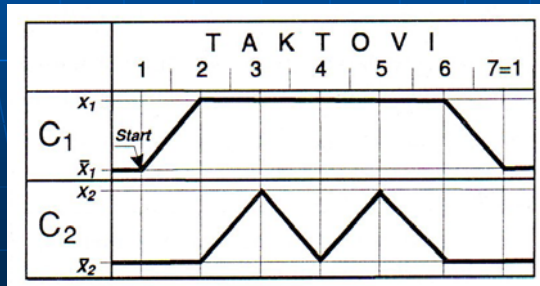 T A K T O V I
1 2 3 4 5 6 7=1
x₁
C₁ Start
x̄₁
x₂
C₂
x̄₂